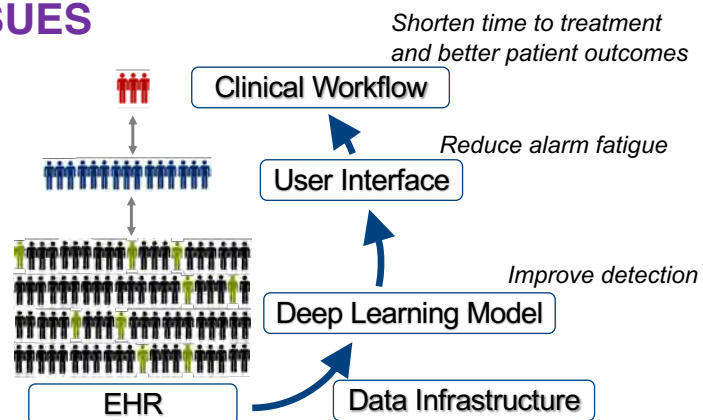 SUES
Shorten time to treatment
and better patient outcomes
Clinical Workflow
Reduce alarm fatigue
User Interface
Improve detection
Deep Learning Model
EHR
Data Infrastructure